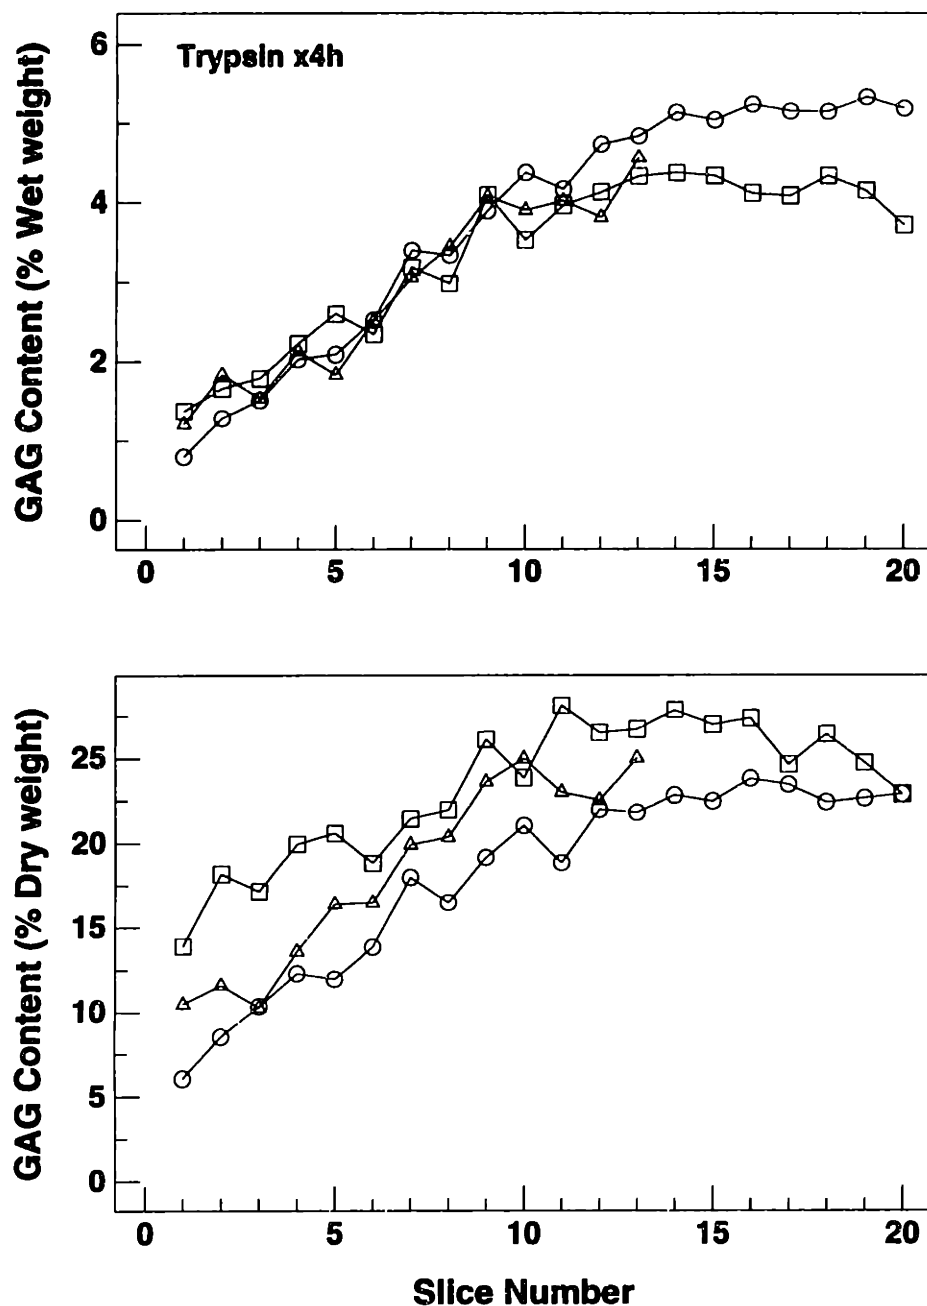 GAG Content (% Wet weight)
Trypsin x4h
6
4
2
0
0 5 10 15 20
GAG Content (% Dry weight)
25
20
15
10
5
0
0 5 10 15 20
Slice Number